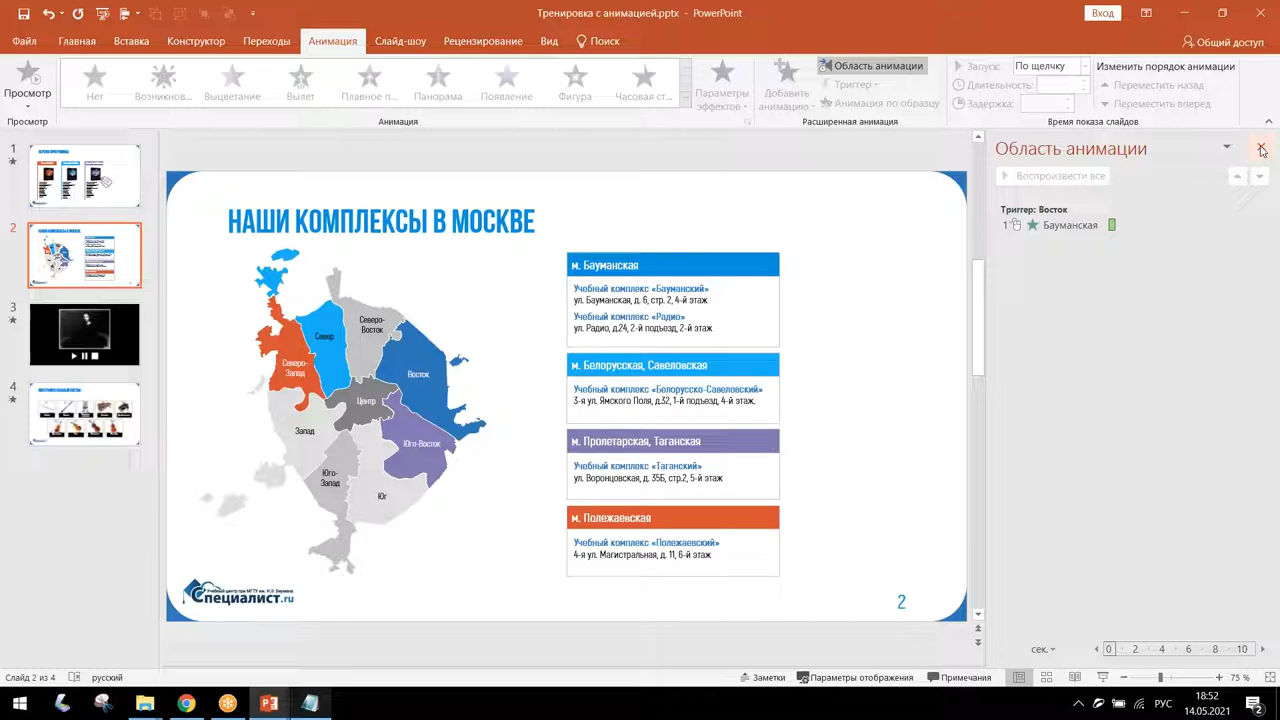 Тренировка с анимацией.pptx - PowerPoint
Вход
Файл Главная Вставка Конструктор Переходы Анимация Слайд-шоу Рецензирование Вид Поиск Общий доступ
Просмотр
Просмотр
Нет Возникнов... Выцветание Вылет Плавное п... Панорама Появление Фигура Часовая ст...
Анимация
Параметры эффектов
Добавить анимацию
Область анимации
Триггер
Анимация по образцу
Расширенная анимация
Запуск: По щелчку
Длительность:
Задержка:
Изменить порядок анимации
Переместить назад
Переместить вперед
Время показа слайдов
1
2
3
4
НАШИ КОМПЛЕКСЫ В МОСКВЕ
Север
Северо-
Восток
Северо-
Запад
Восток
Центр
Запад
Юго-Восток
Юго-
Запад
Юг
м. Бауманская
Учебный комплекс «Бауманский»
ул. Бауманская, д. 6, стр. 2, 4-й этаж
Учебный комплекс «Радио»
ул. Радио, д.24, 2-й подъезд, 2-й этаж
м. Белорусская, Савеловская
Учебный комплекс «Белорусско-Савеловский»
3-я ул. Ямского Поля, д.32, 1-й подъезд, 4-й этаж.
м. Пролетарская, Таганская
Учебный комплекс «Таганский»
ул. Воронцовская, д. 35Б, стр.2, 5-й этаж
м. Полежаевская
Учебный комплекс «Полежаевский»
4-я ул. Магистральная, д. 11, 6-й этаж
Специалист.ru
2
Область анимации
Воспроизвести все
Триггер: Восток
1 Бауманская
сек. 0 2 4 6 8 10
Слайд 2 из 4 русский
Заметки Параметры отображения Примечания 75 %
РУС
18:52
14.05.2021
2